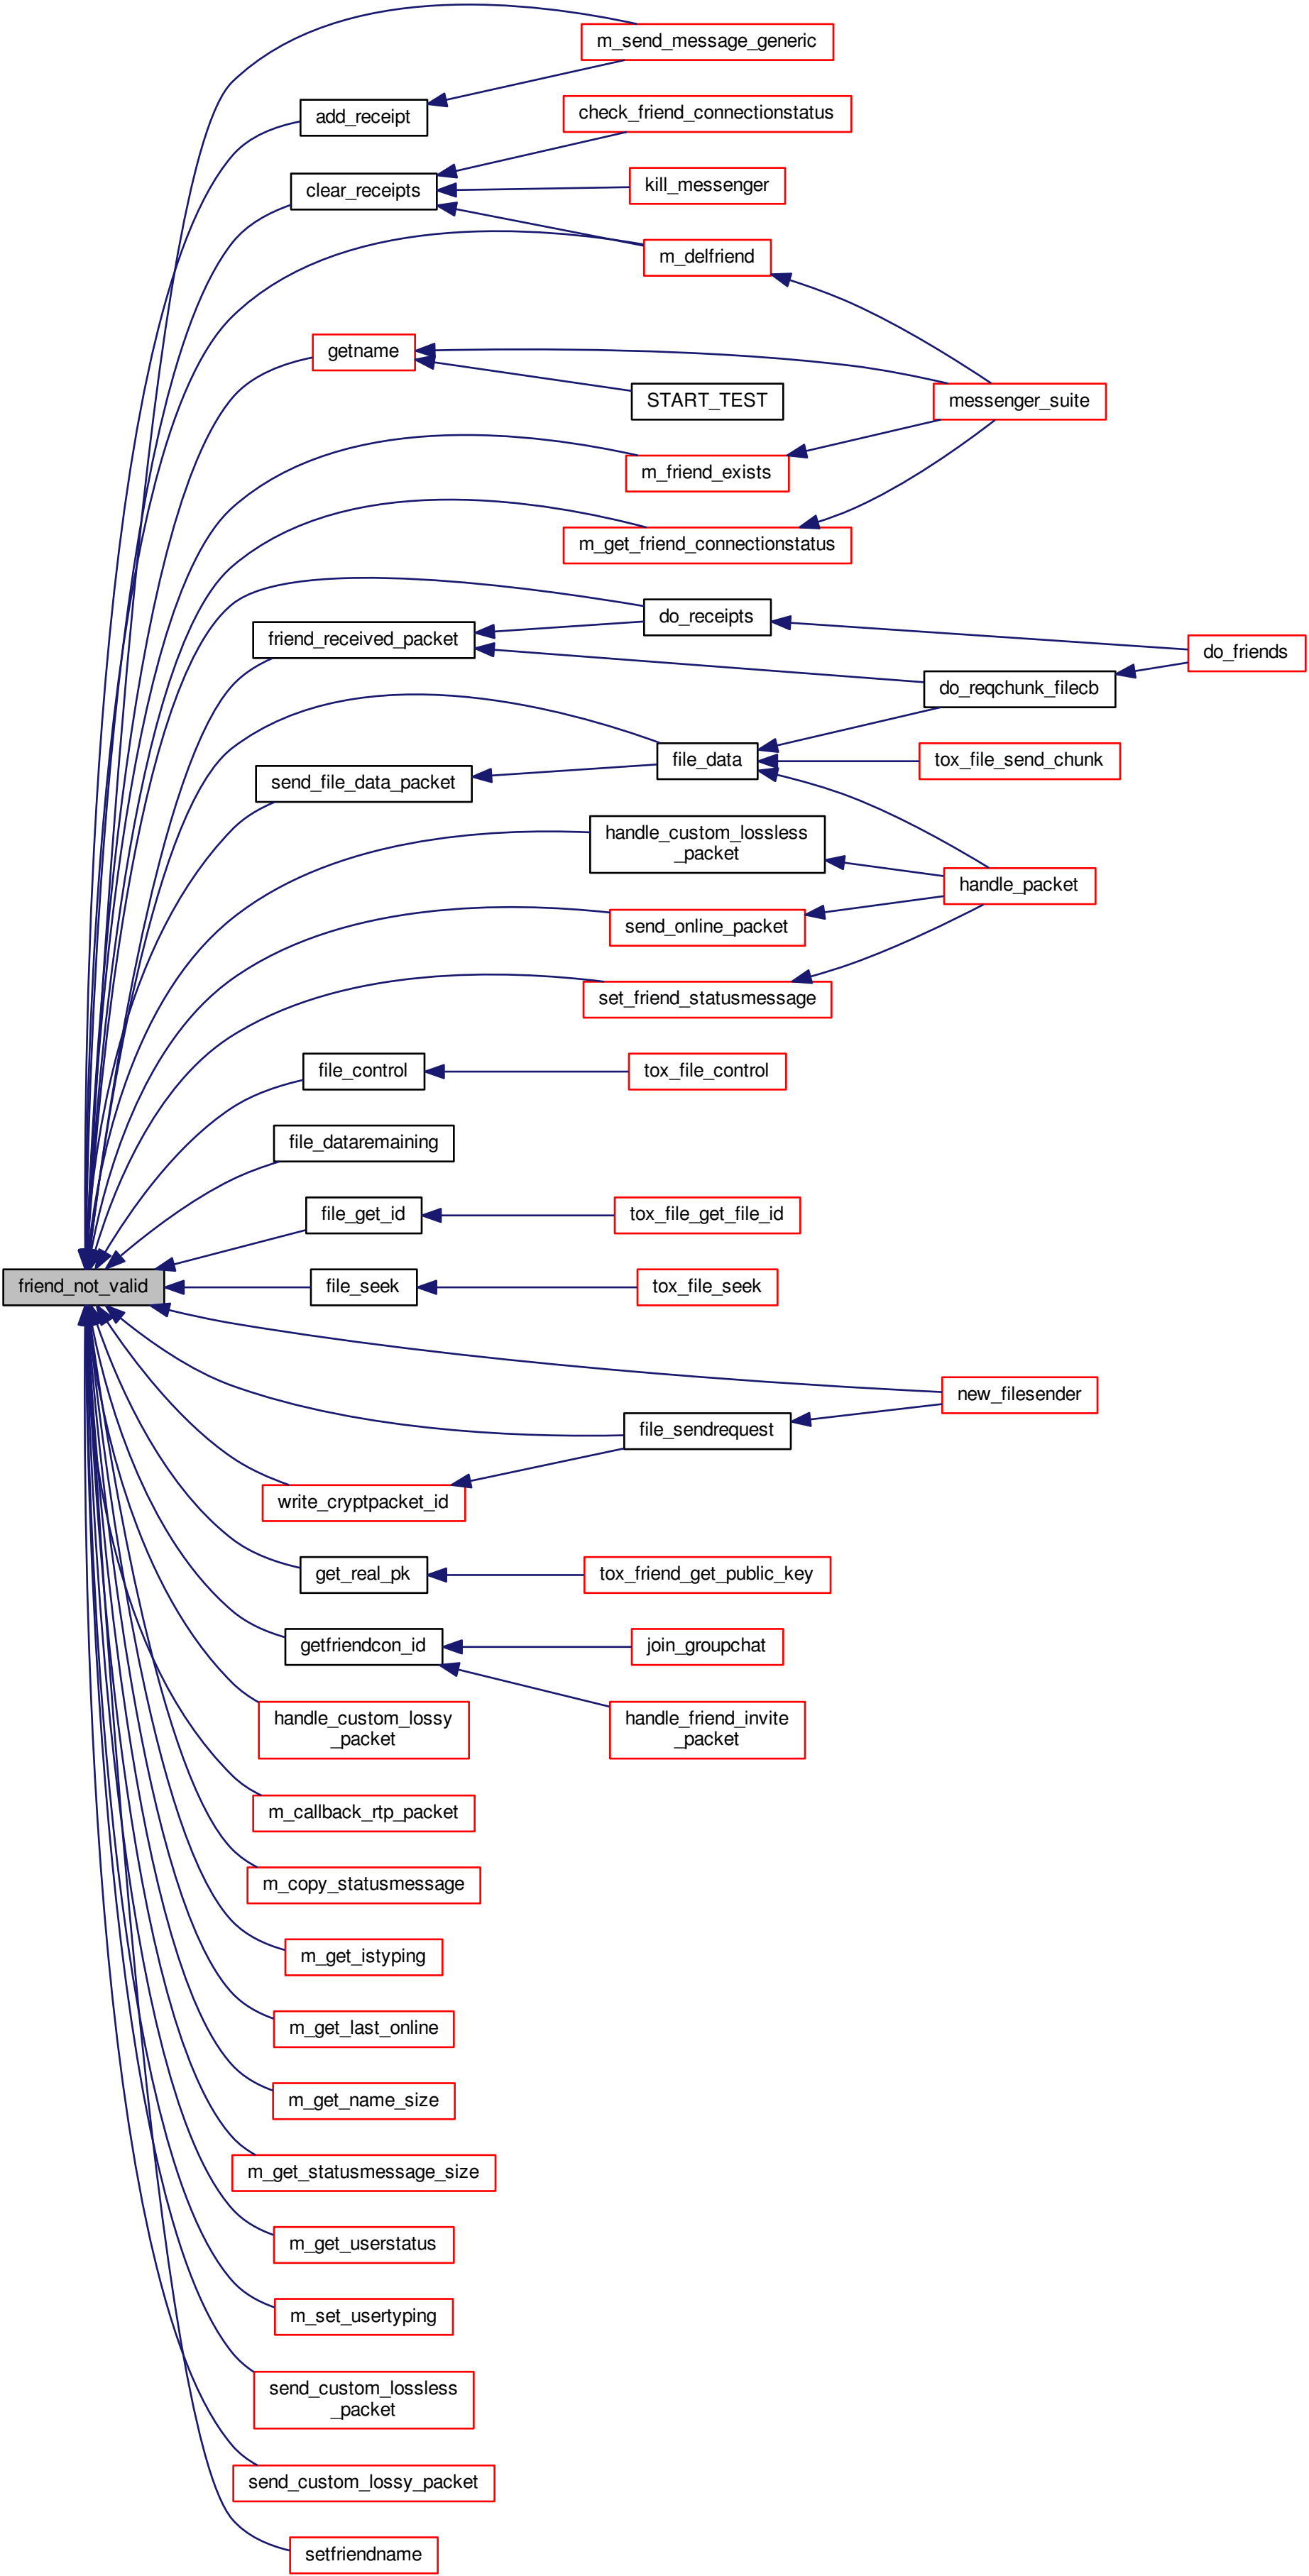 m_send_message_generic
add_receipt
check_friend_connectionstatus
clear_receipts
kill_messenger
m_delfriend
getname
START_TEST
messenger_suite
m_friend_exists
m_get_friend_connectionstatus
do_receipts
friend_received_packet
do_friends
do_reqchunk_filecb
file_data
tox_file_send_chunk
send_file_data_packet
handle_custom_lossless
_packet
handle_packet
send_online_packet
set_friend_statusmessage
file_control
tox_file_control
file_dataremaining
file_get_id
tox_file_get_file_id
friend_not_valid
file_seek
tox_file_seek
new_filesender
file_sendrequest
write_cryptpacket_id
get_real_pk
tox_friend_get_public_key
getfriendcon_id
join_groupchat
handle_custom_lossy
_packet
handle_friend_invite
_packet
m_callback_rtp_packet
m_copy_statusmessage
m_get_istyping
m_get_last_online
m_get_name_size
m_get_statusmessage_size
m_get_userstatus
m_set_usertyping
send_custom_lossless
_packet
send_custom_lossy_packet
setfriendname